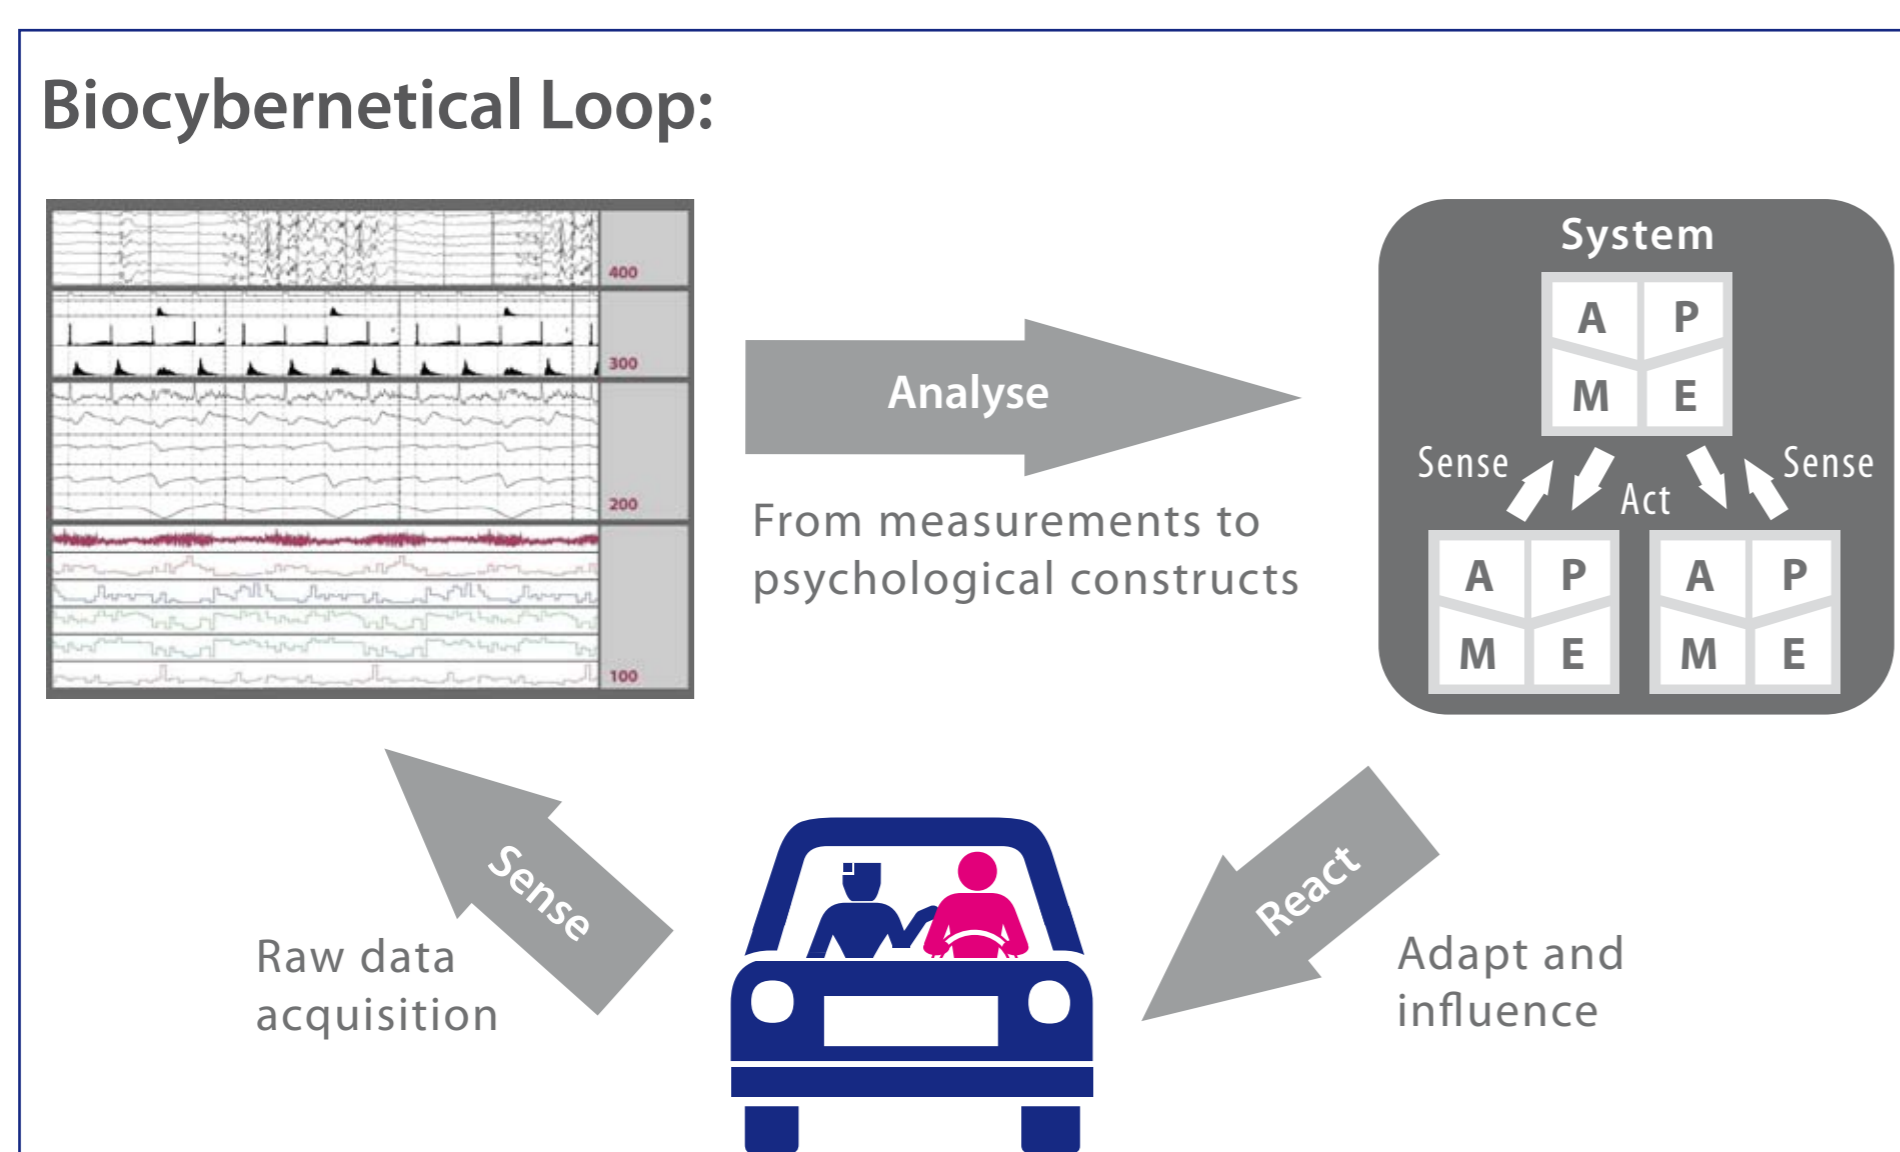 Biocybernetical Loop:
400
300
200
100
Analyse
From measurements to
psychological constructs
System
A P
M E
Sense
Act
Sense
A P
M E
A P
M E
Sense
Raw data
acquisition
React
Adapt and
influence